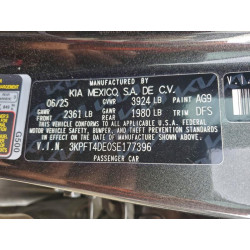 MANUFACTURED BY
KIA MEXICO, S.A. DE C.V.
06/25 GVWR 3924 LB PAINT AG9
GAWR FRONT 2361 LB GAWR REAR 1980 LB TRIM DFS
THIS VEHICLE CONFORMS TO ALL APPLICABLE
U.S. FEDERAL MOTOR VEHICLE SAFETY,
BUMPER, AND THEFT PREVENTION STANDARDS IN
EFFECT ON THE DATE OF MANUFACTURE
SHOWN ABOVE.
V.I.N. 3KPFT4DE0SE177396
PASSENGER CAR
G500
V.I.N